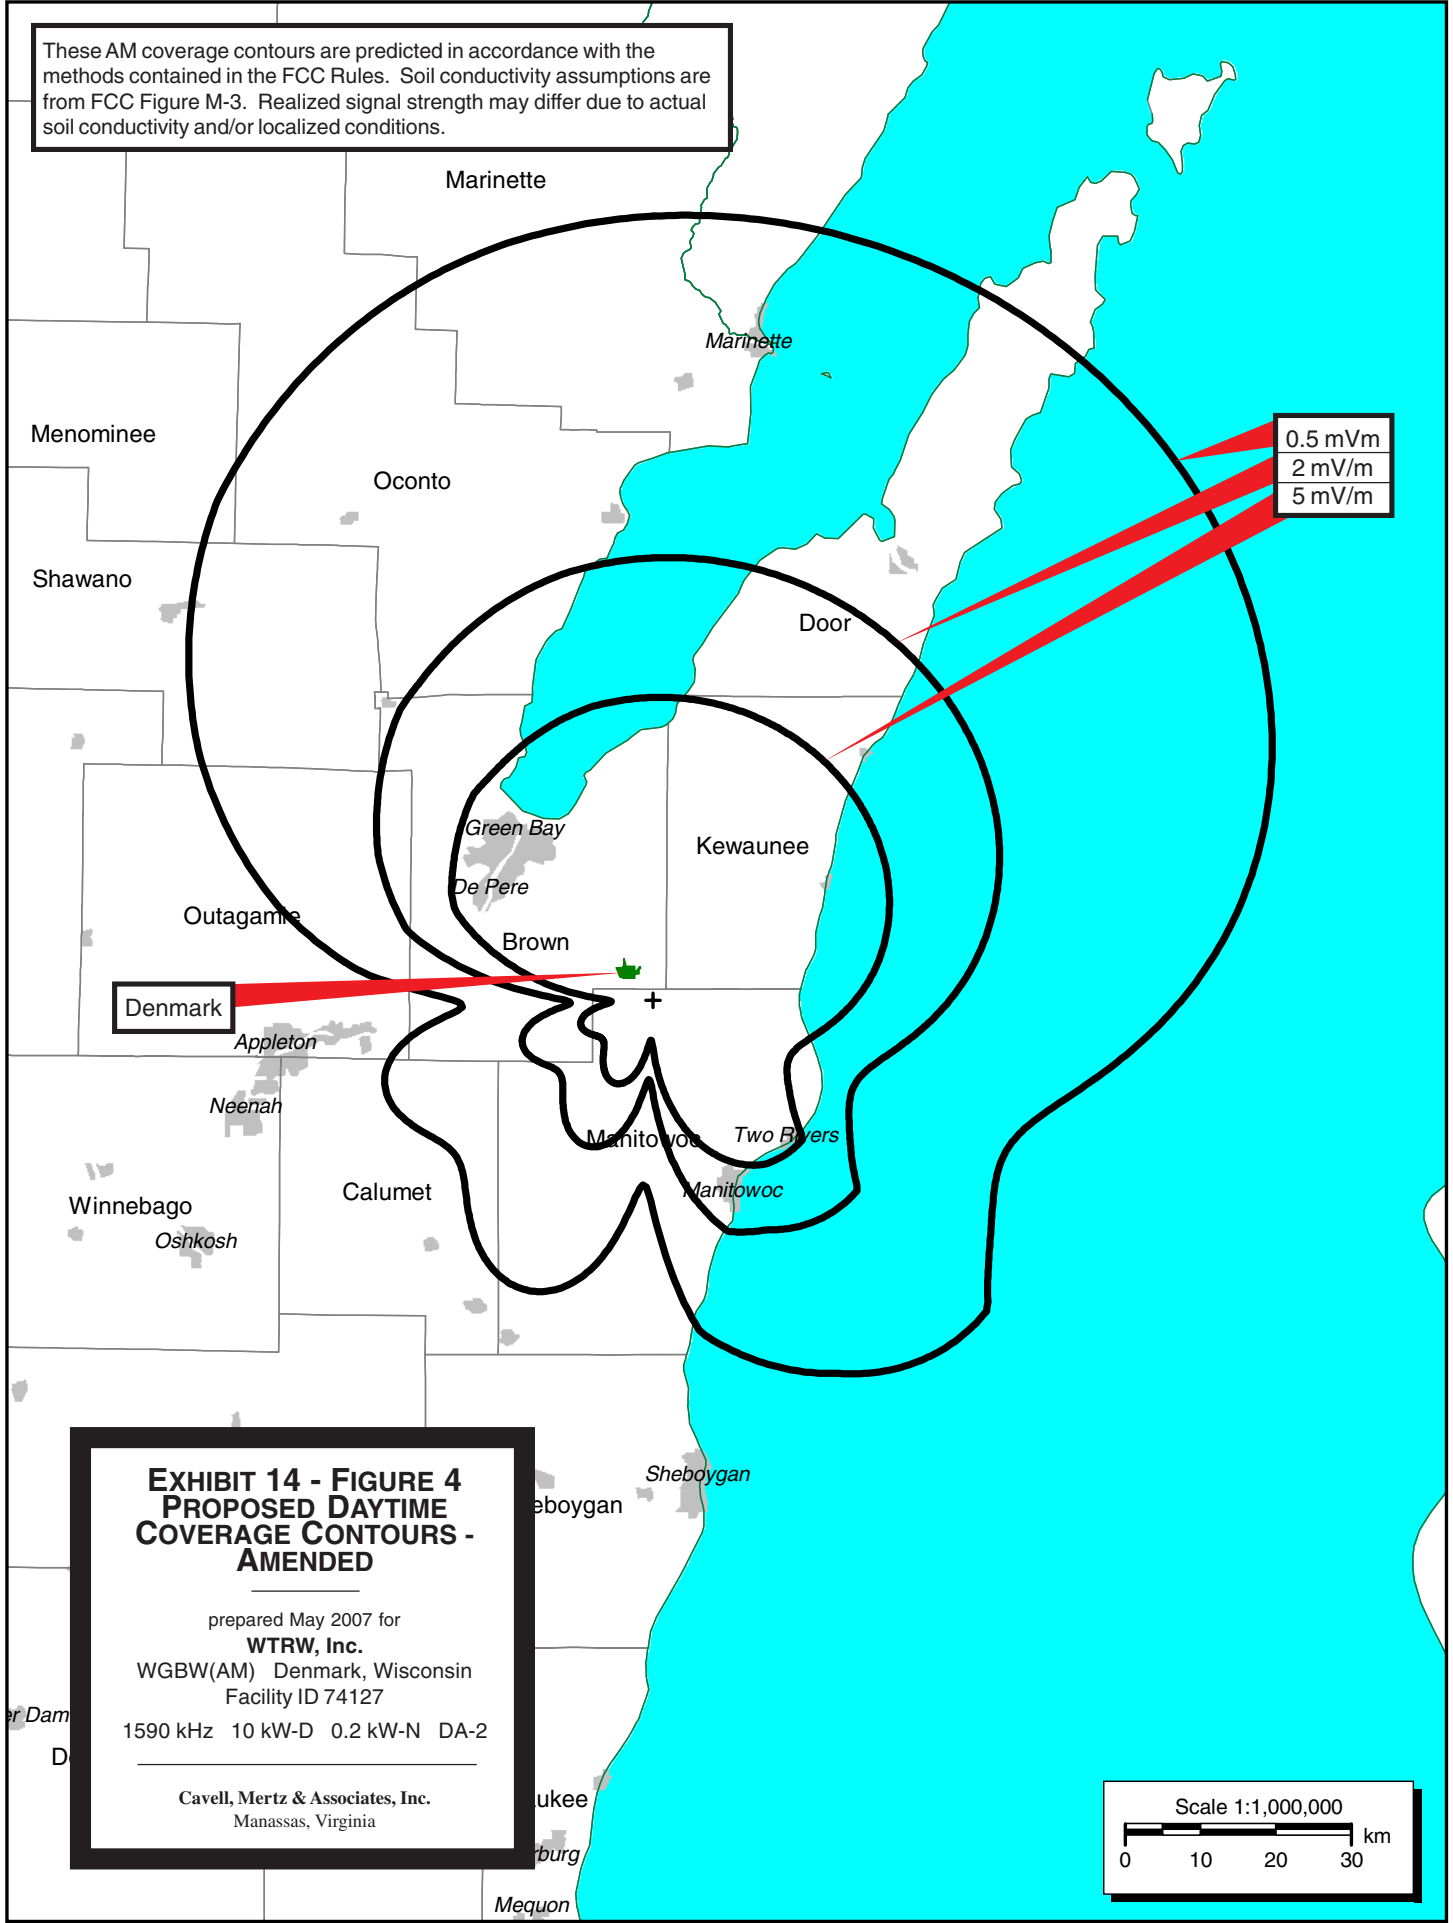 These AM coverage contours are predicted in accordance with the
methods contained in the FCC Rules. Soil conductivity assumptions are
from FCC Figure M-3. Realized signal strength may differ due to actual
soil conductivity and/or localized conditions.
Marinette
Marinette
Menominee
0.5 mVm
2 mV/m
5 mV/m
Oconto
Shawano
Door
Green Bay
Kewaunee
De Pere
Outagamie
Brown
Denmark
Appleton
Neenah
Manitowoc
Two Rivers
Manitowoc
Calumet
Winnebago
Oshkosh
Sheboygan
eboygan
EXHIBIT 14 - FIGURE 4
PROPOSED DAYTIME
COVERAGE CONTOURS -
AMENDED
prepared May 2007 for
WTRW, Inc.
WGBW(AM) Denmark, Wisconsin
Facility ID 74127
1590 kHz 10 kW-D 0.2 kW-N DA-2
Cavell, Mertz & Associates, Inc.
Manassas, Virginia
er Dam
D
ukee
rburg
Mequon
Scale 1:1,000,000
km
0 10 20 30